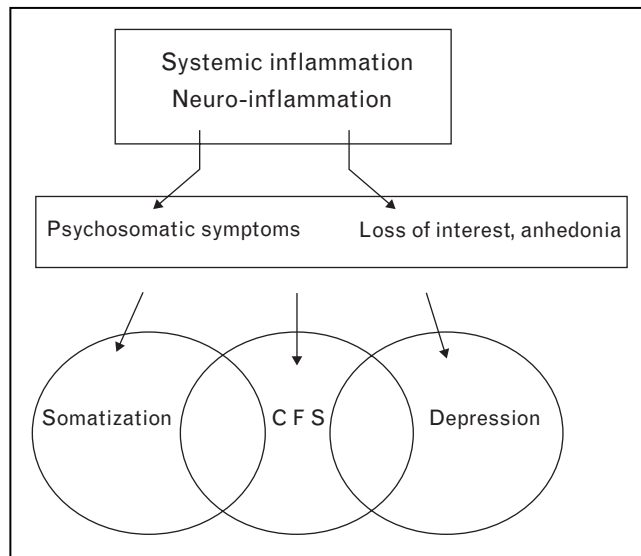 Systemic inflammation
Neuro-inflammation
Psychosomatic symptoms
Loss of interest, anhedonia
Somatization
C F S
Depression